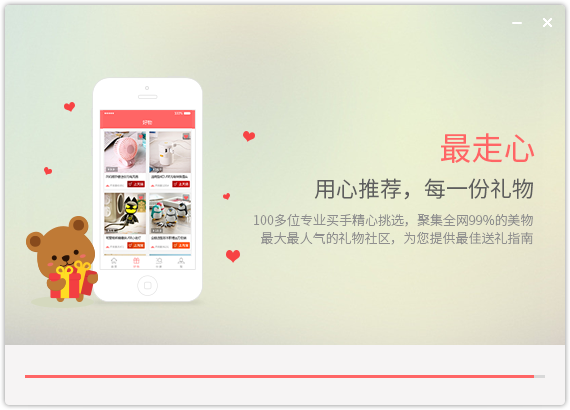 最走心
用心推荐，每一份礼物
100多位专业买手精心挑选，聚集全网99%的美物
最大最人气的礼物社区，为您提供最佳送礼指南
好物